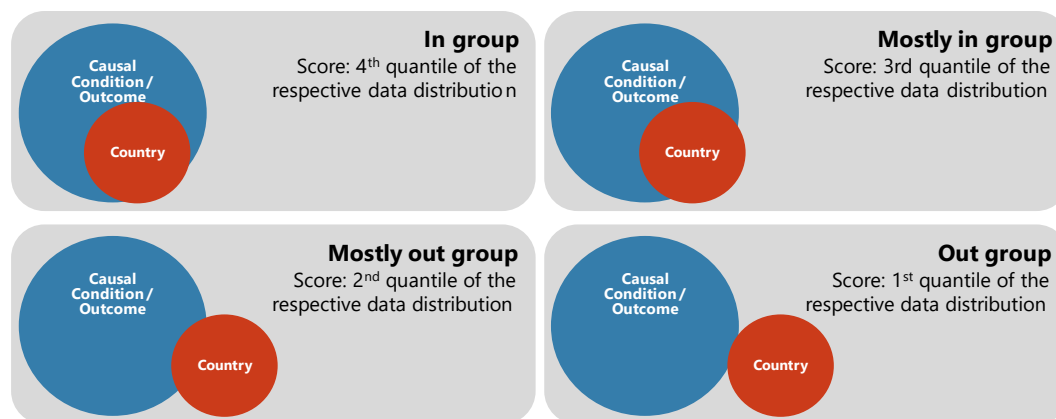 In group
Score: 4th quantile of the
respective data distribution
Causal
Condition/
Outcome
Country
Mostly in group
Score: 3rd quantile of the
respective data distribution
Causal
Condition/
Outcome
Country
Mostly out group
Score: 2nd quantile of the
respective data distribution
Causal
Condition/
Outcome
Country
Out group
Score: 1st quantile of the
respective data distribution
Causal
Condition/
Outcome
Country